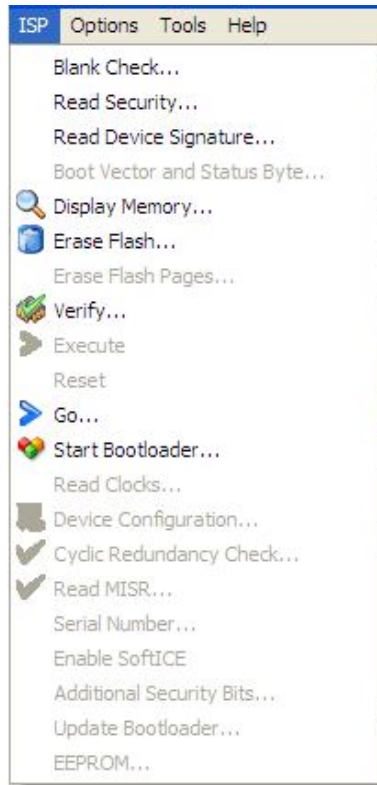 ISP Options Tools Help
Blank Check...
Read Security...
Read Device Signature...
Boot Vector and Status Byte...
Display Memory...
Erase Flash...
Erase Flash Pages...
Verify...
Execute
Reset
Go...
Start Bootloader...
Read Clocks...
Device Configuration...
Cyclic Redundancy Check...
Read MISR...
Serial Number...
Enable SoftICE
Additional Security Bits...
Update Bootloader...
EEPROM...